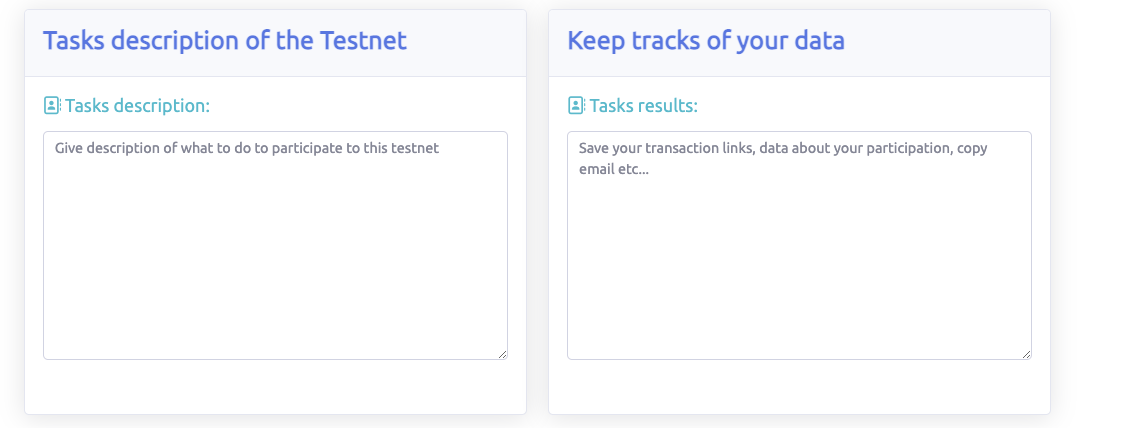 Tasks description of the Testnet
Tasks description:
Give description of what to do to participate to this testnet
Keep tracks of your data
Tasks results:
Save your transaction links, data about your participation, copy
email etc...